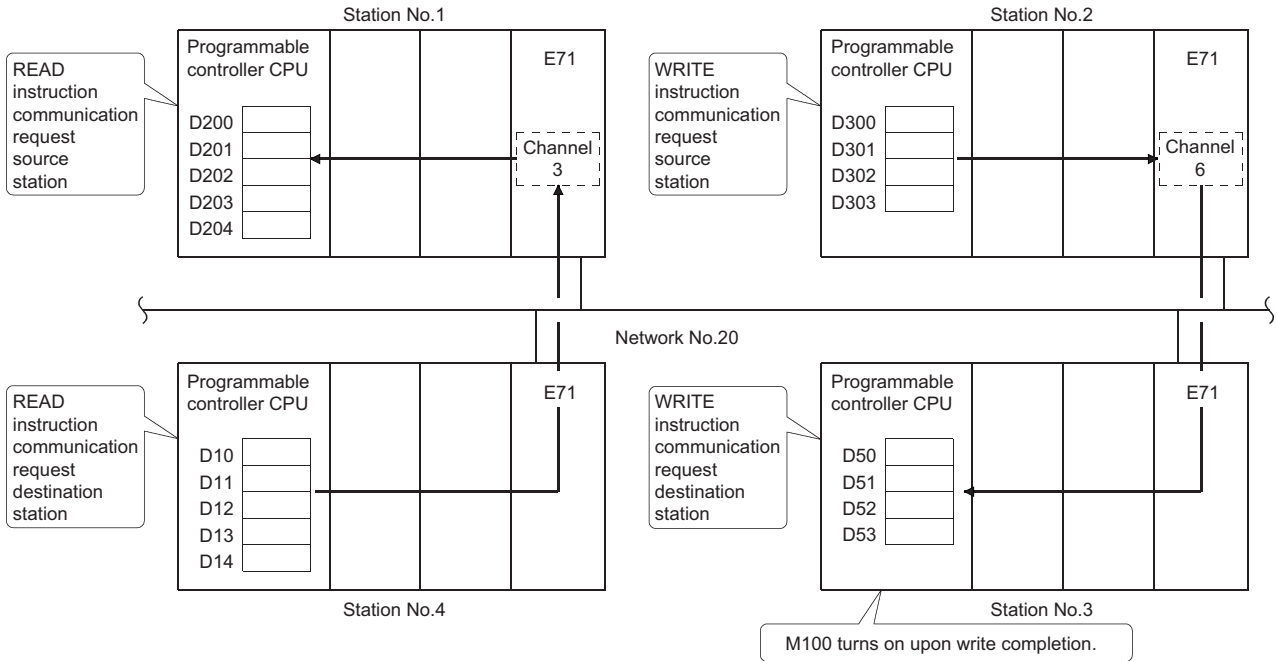 Station No.1
READ
instruction
communication
request
source
station
Programmable
controller CPU
D200
D201
D202
D203
D204
E71
Channel
3
Station No.2
WRITE
instruction
communication
request
source
station
Programmable
controller CPU
D300
D301
D302
D303
E71
Channel
6
Network No.20
READ
instruction
communication
request
destination
station
Programmable
controller CPU
D10
D11
D12
D13
D14
E71
Station No.4
WRITE
instruction
communication
request
destination
station
Programmable
controller CPU
D50
D51
D52
D53
E71
Station No.3
M100 turns on upon write completion.